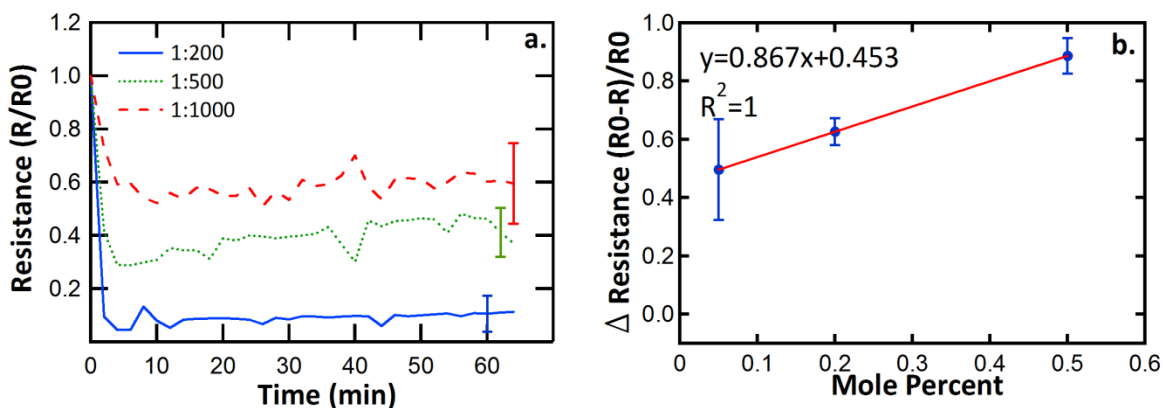 a.
1:200
1:500
1:1000
Resistance (R/R0)
1.2
1.0
0.8
0.6
0.4
0.2
0 10 20 30 40 50 60
Time (min)
b.
y=0.867x+0.453
R²=1
Δ Resistance (R0-R)/R0
1.0
0.8
0.6
0.4
0.2
0.0
0 0.1 0.2 0.3 0.4 0.5 0.6
Mole Percent